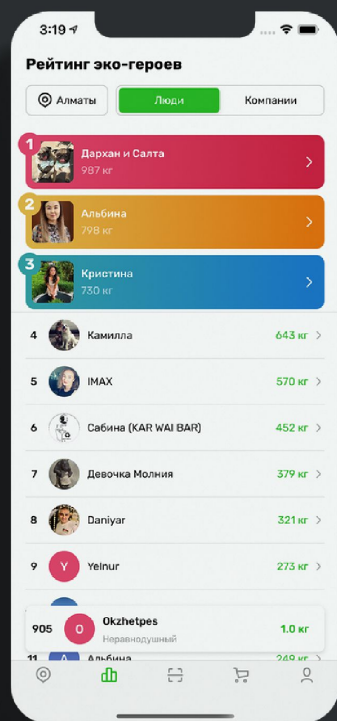 3:19
Рейтинг эко-героев
Алматы
Люди
Компании
1
Дархан и Салта
987 кг
2
Альбина
798 кг
3
Кристина
730 кг
4 Камилла 643 кг
5 IMAX 570 кг
6 Сабина (KAR WAI BAR) 452 кг
7 Девочка Молния 379 кг
8 Daniyar 321 кг
9 Y Yelnur 273 кг
905 O Okzhetpes 1.0 кг
Неравнодушный
11 А Альбина 249 кг